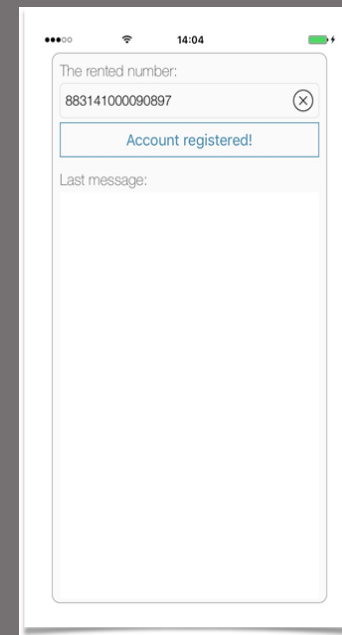 14:04
The rented number:
883141000090897
Account registered!
Last message: